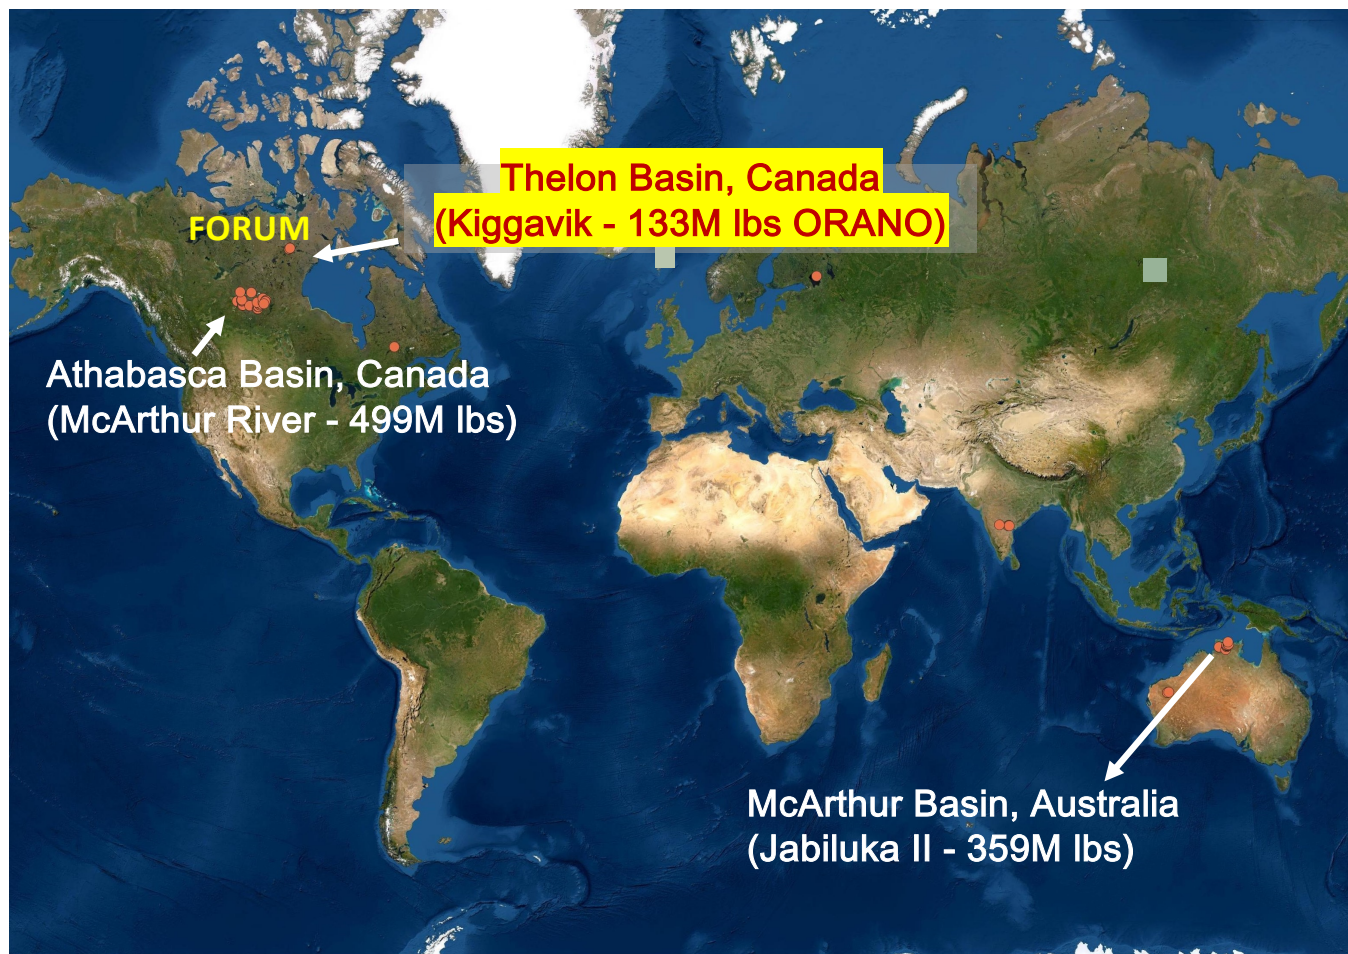 Thelon Basin, Canada
(Kiggavik - 133M lbs ORANO)
FORUM
Athabasca Basin, Canada
(McArthur River - 499M lbs)
McArthur Basin, Australia
(Jabiluka II - 359M lbs)